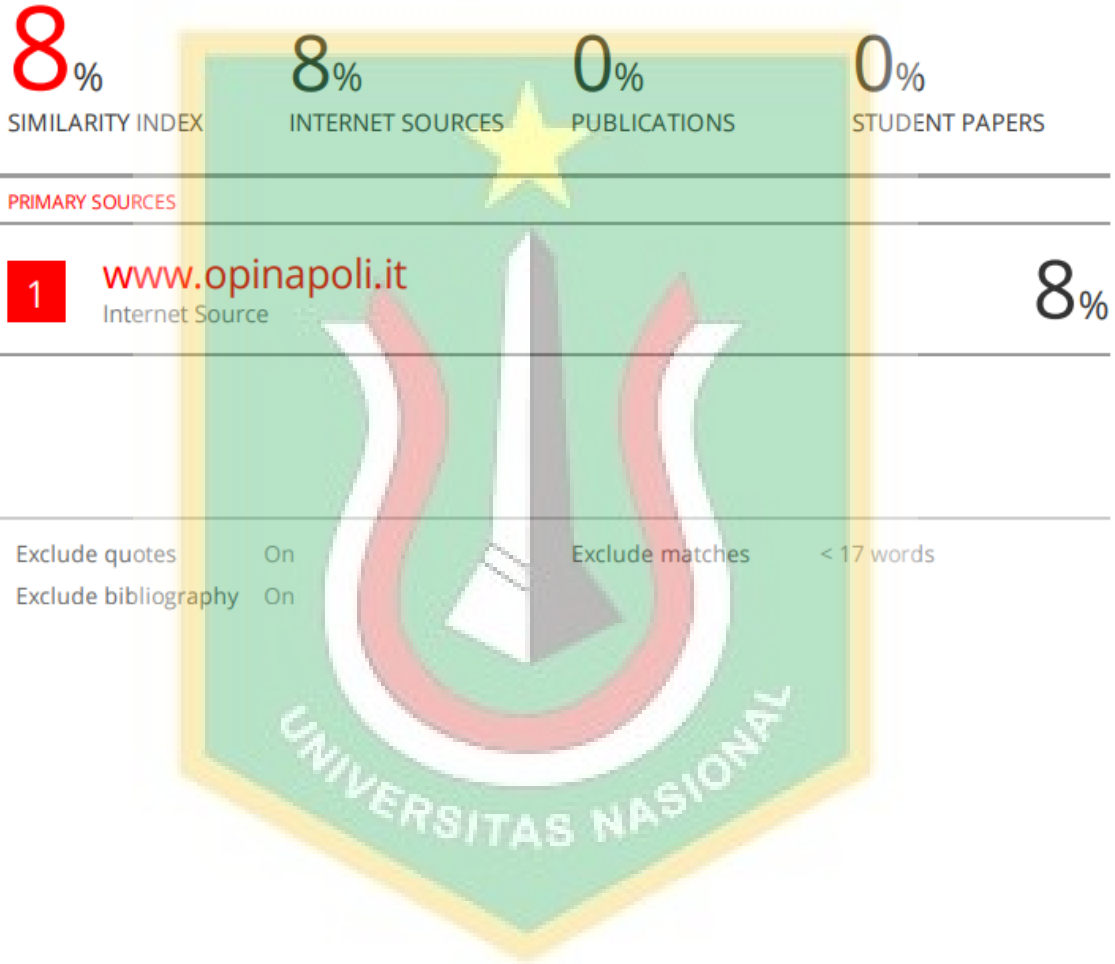 8% 8% 0% 0%
SIMILARITY INDEX INTERNET SOURCES PUBLICATIONS STUDENT PAPERS
PRIMARY SOURCES
1 www.opinapoli.it 8%
Internet Source
Exclude quotes On Exclude matches < 17 words
Exclude bibliography On
UNIVERSITAS NASIONAL